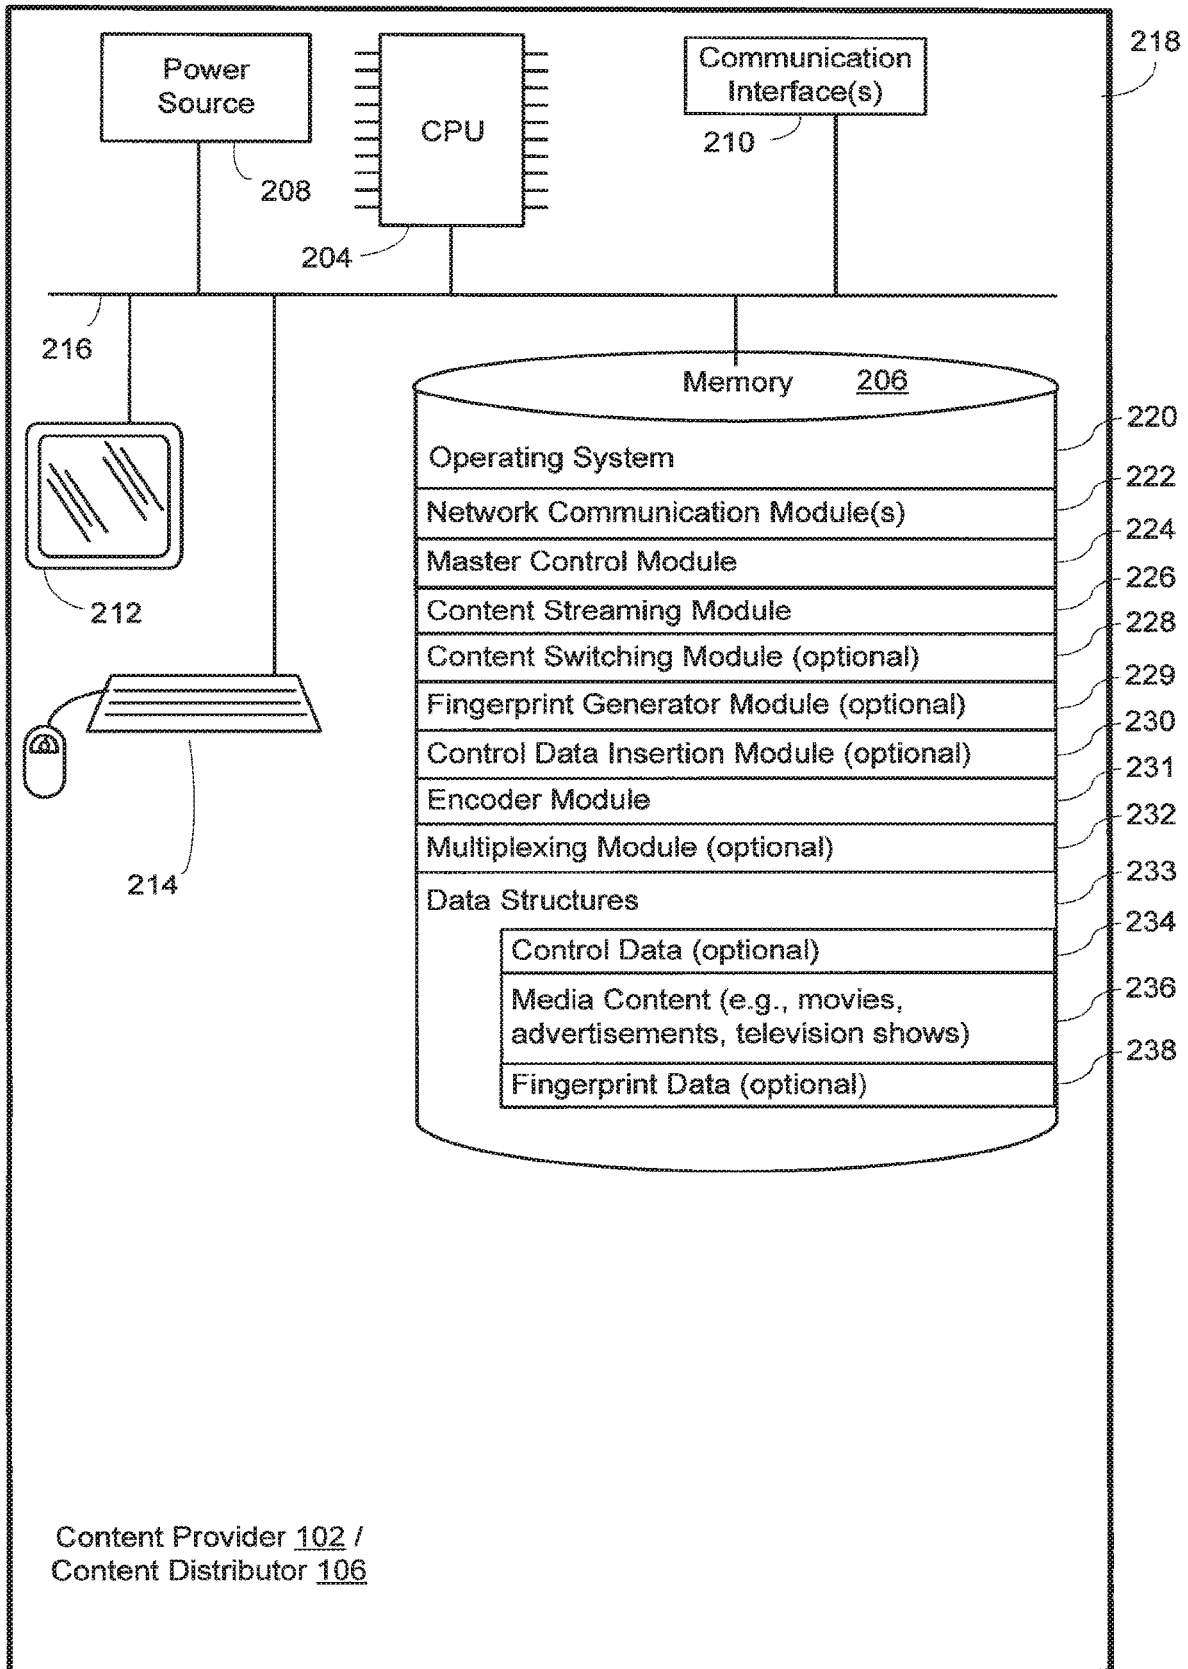 218
Power
Source
208
CPU
204
Communication
Interface(s)
210
216
212
214
Memory 206
Operating System 220
Network Communication Module(s) 222
Master Control Module 224
Content Streaming Module 226
Content Switching Module (optional) 228
Fingerprint Generator Module (optional) 229
Control Data Insertion Module (optional) 230
Encoder Module 231
Multiplexing Module (optional) 232
Data Structures 233
Control Data (optional) 234
Media Content (e.g., movies,
advertisements, television shows) 236
Fingerprint Data (optional) 238
Content Provider 102 /
Content Distributor 106